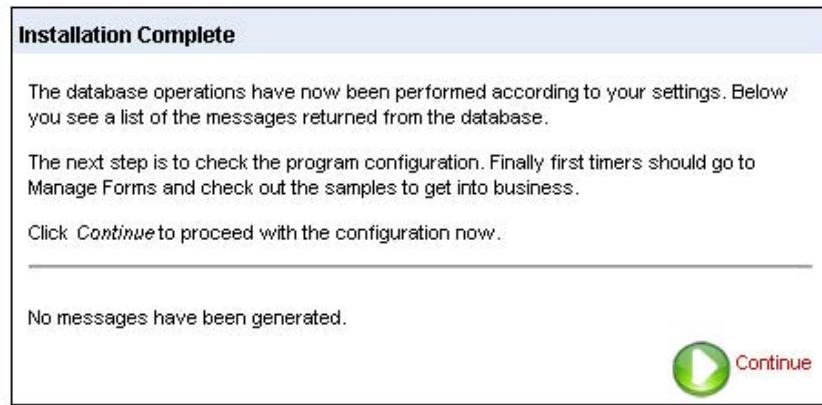 Installation Complete
The database operations have now been performed according to your settings. Below
you see a list of the messages returned from the database.
The next step is to check the program configuration. Finally first timers should go to
Manage Forms and check out the samples to get into business.
Click Continue to proceed with the configuration now.
No messages have been generated.
Continue